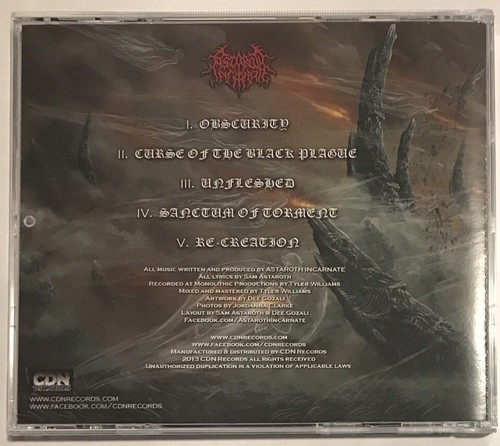 ASTAROTH
INCARNATE
I. OBSCURITY
II. CURSE OF THE BLACK PLAGUE
III. UNFLESHED
IV. SANCTUM OF TORMENT
V. RE-CREATION
ALL MUSIC WRITTEN AND PRODUCED BY ASTAROTH INCARNATE
ALL LYRICS BY SAM ASTAROTH
RECORDED AT MONOLITHIC PRODUCTIONS BY TYLER WILLIAMS
MIXED AND MASTERED BY TYLER WILLIAMS
ARTWORK BY DEE GOZALI
PHOTOS BY JORDANNA CLARKE
LAYOUT BY SAM ASTAROTH & DEE GOZALI
FACEBOOK.COM/ASTAROTHINCARNATE
WWW.CDNRECORDS.COM
WWW.FACEBOOK.COM/CDNRECORDS
MANUFACTURED & DISTRIBUTED BY CDN RECORDS
2013 CDN RECORDS ALL RIGHTS RECEIVED
UNAUTHORIZED DUPLICATION IS A VIOLATION OF APPLICABLE LAWS
CDN
RECORDS
WWW.CDNRECORDS.COM
WWW.FACEBOOK.COM/CDNRECORDS